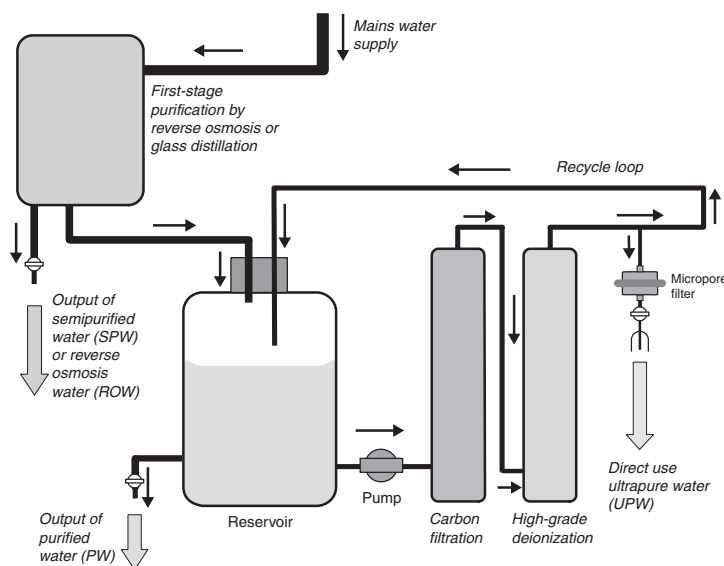 Mains water
supply
First-stage
purification by
reverse osmosis or
glass distillation
Recycle loop
Micropore
filter
Output of
semipurified
water (SPW)
or reverse
osmosis
water (ROW)
Direct use
ultrapure water
(UPW)
Pump
Reservoir
Carbon
filtration
High-grade
deionization
Output of
purified
water (PW)